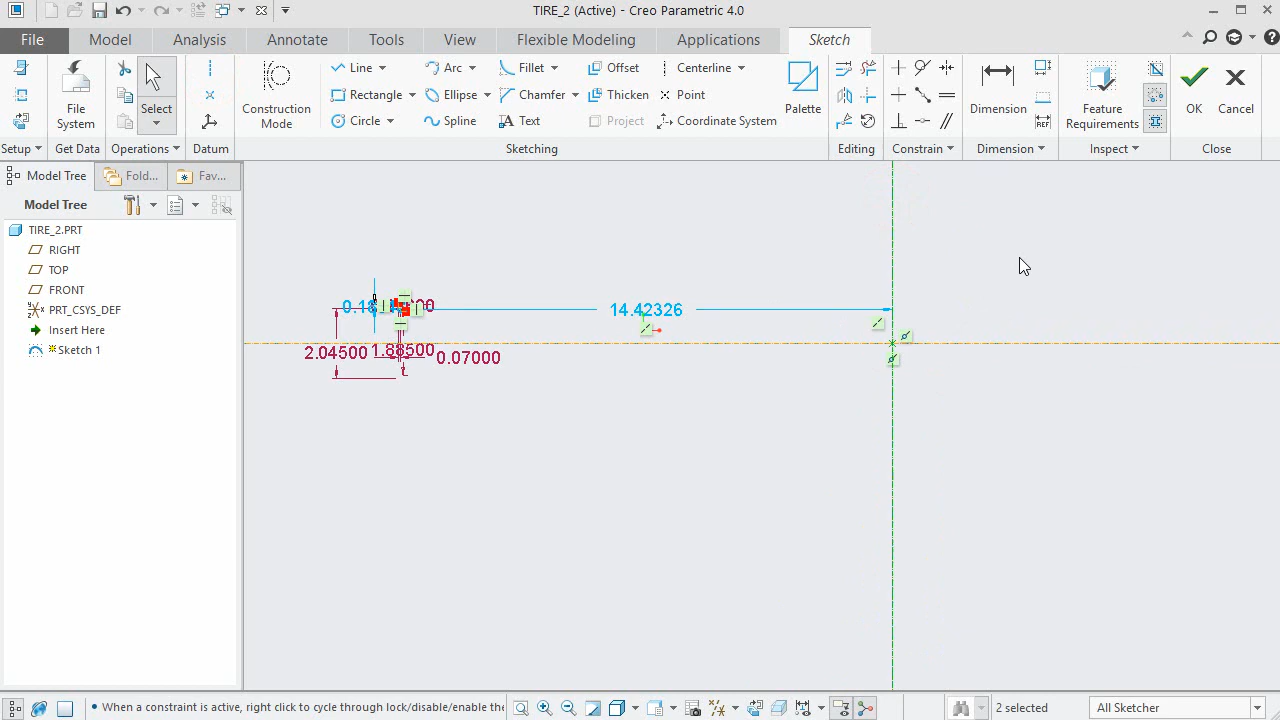 TIRE_2 (Active) - Creo Parametric 4.0
File Model Analysis Annotate Tools View Flexible Modeling Applications Sketch
Line Arc Fillet Offset Centerline
Rectangle Ellipse Chamfer Thicken Point
Circle Spline Text Project Coordinate System
File System
Select
Construction Mode
Palette
Dimension
Feature Requirements
OK
Cancel
Setup Get Data Operations Datum Sketching Editing Constrain Dimension Inspect Close
Model Tree Fold... Fav...
Model Tree
TIRE_2.PRT
RIGHT
TOP
FRONT
PRT_CSYS_DEF
Insert Here
Sketch 1
14.42326
2.04500 1.88500 0.07000
When a constraint is active, right click to cycle through lock/disable/enable the
2 selected
All Sketcher